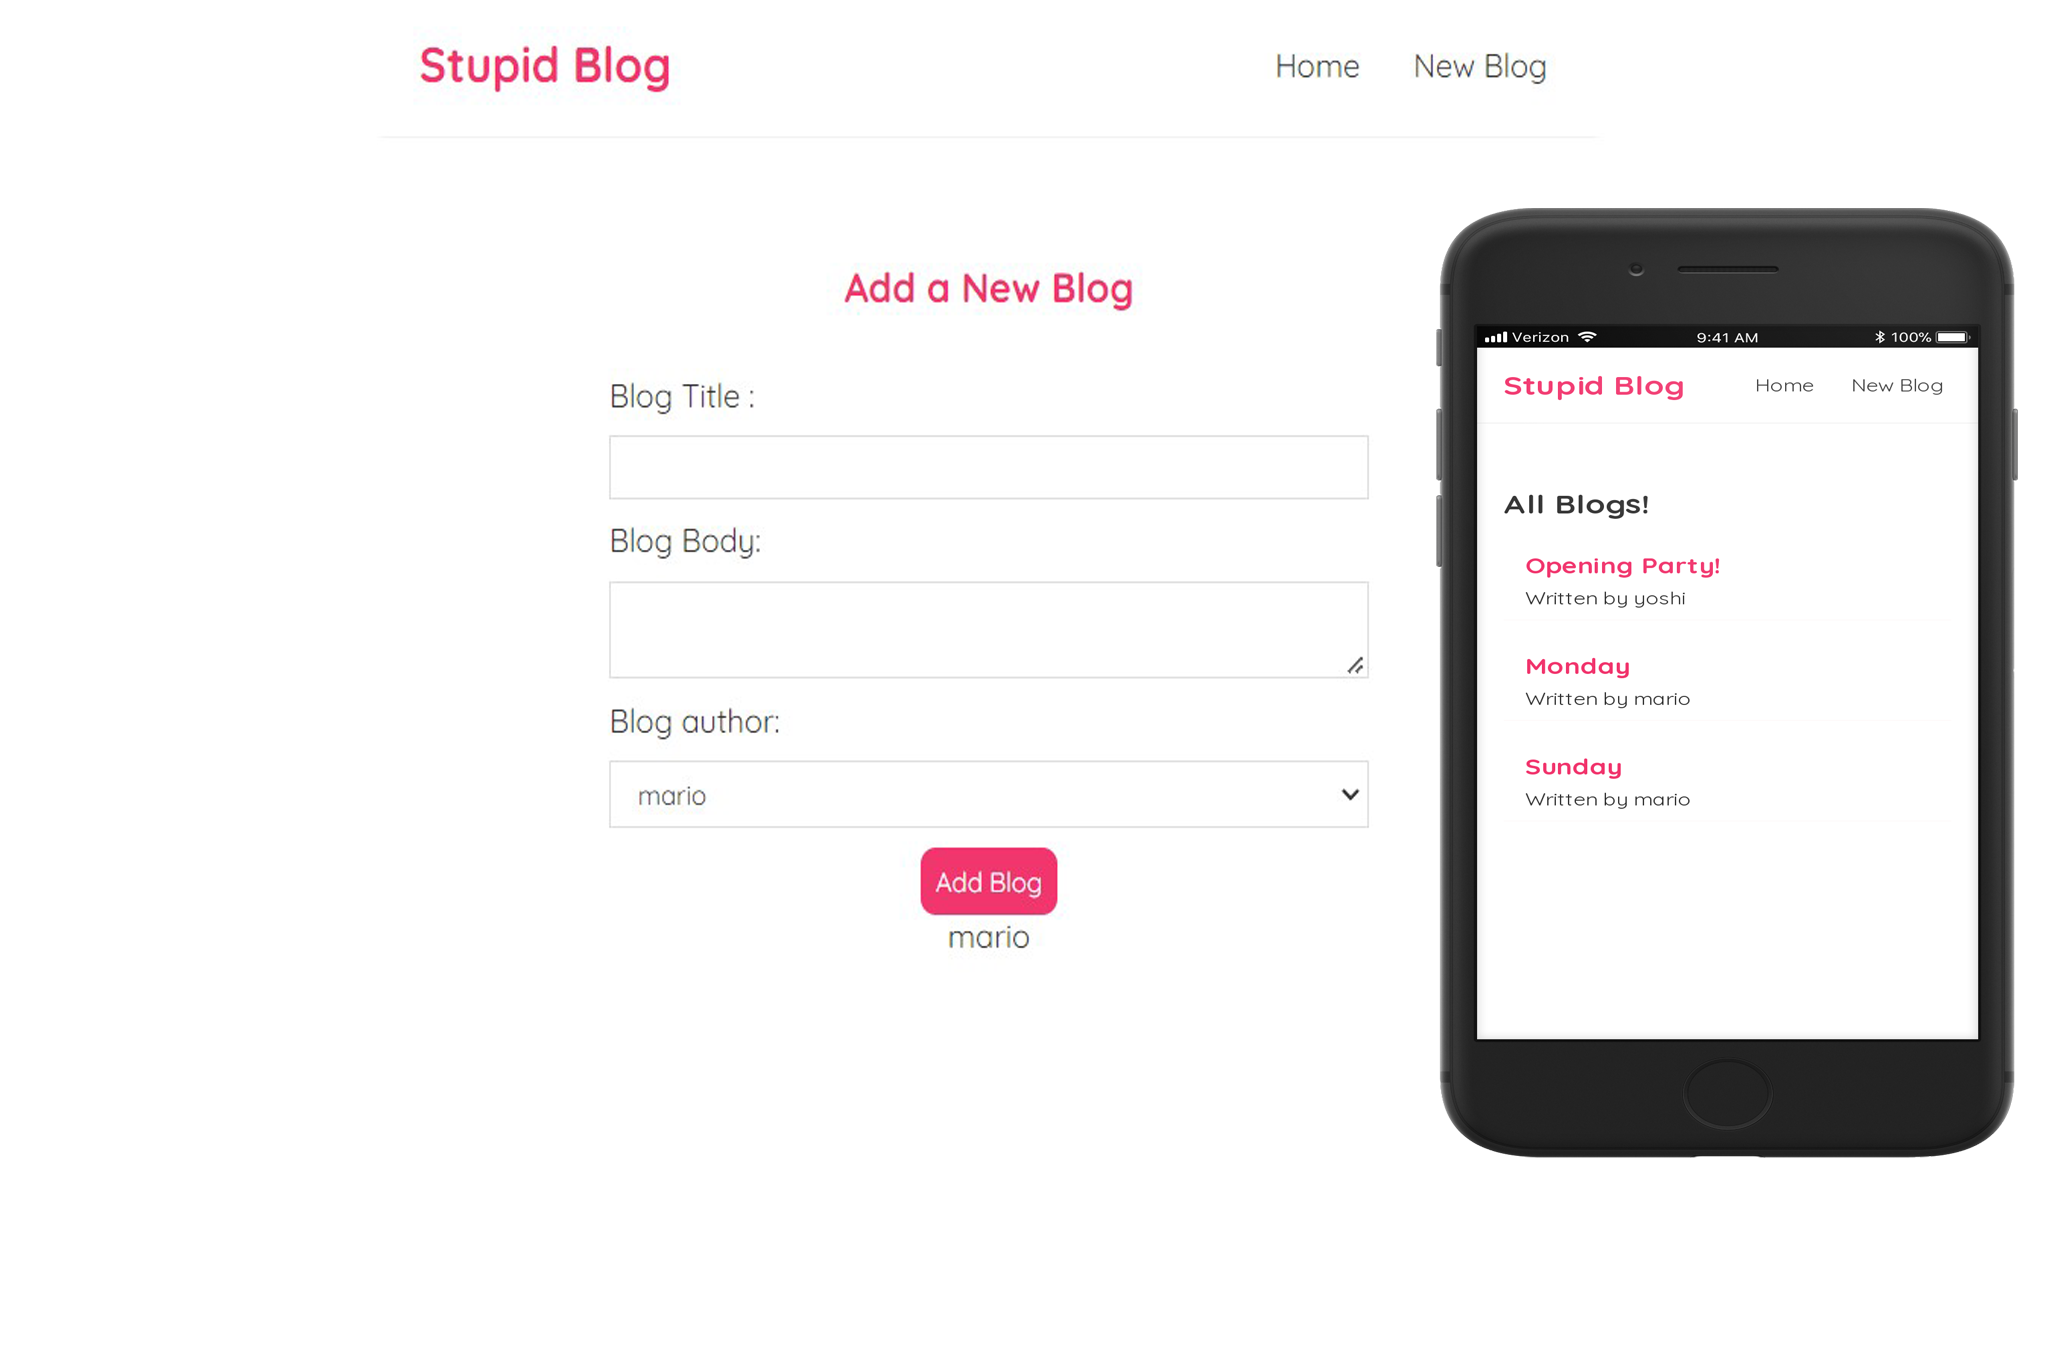 Stupid Blog
Home New Blog
Add a New Blog
Blog Title :
Blog Body:
Blog author:
mario
Add Blog
mario
Verizon 9:41 AM 100%
Stupid Blog Home New Blog
All Blogs!
Opening Party!
Written by yoshi
Monday
Written by mario
Sunday
Written by mario